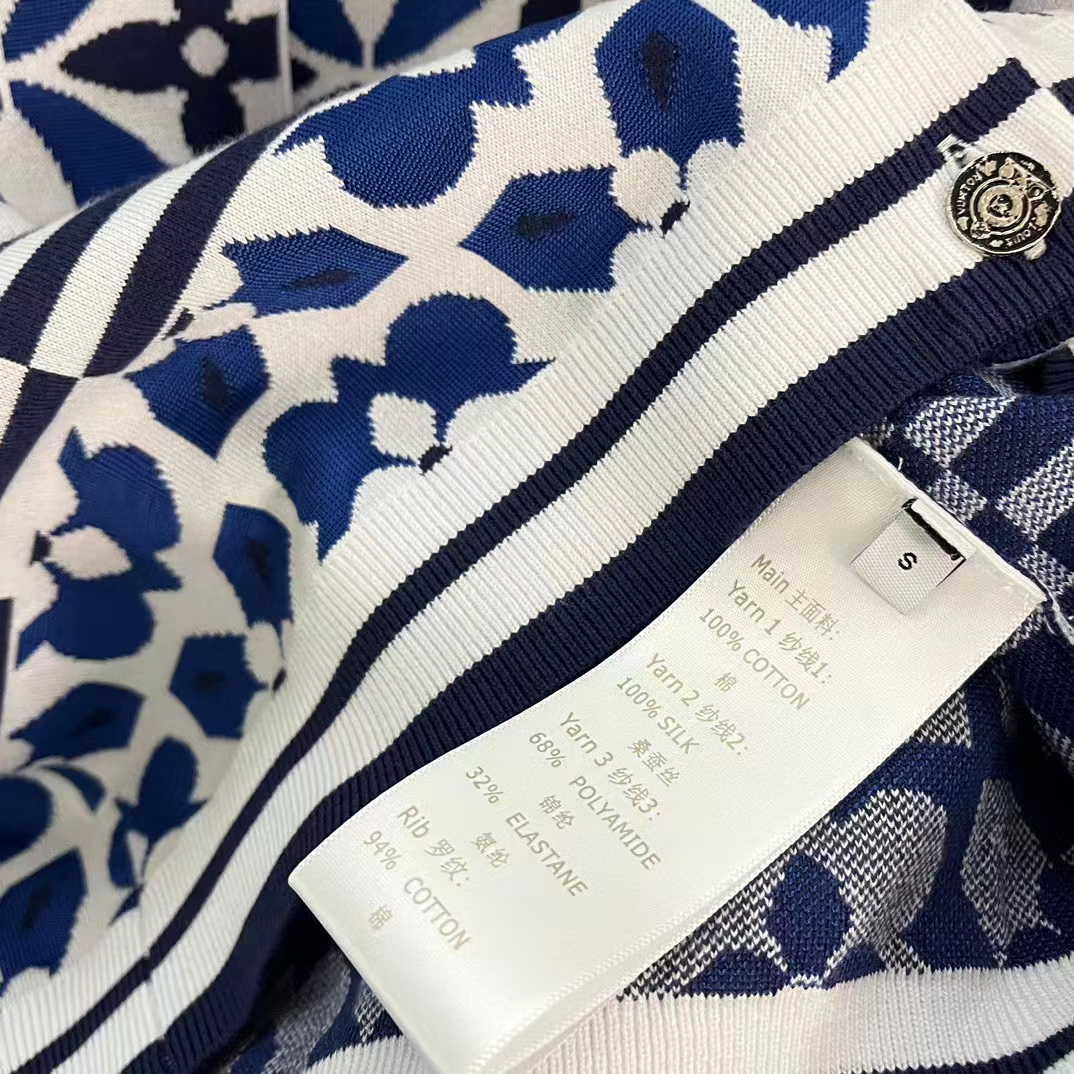 LOUIS VUITTON
S
Main 主面料:
Yarn 1 纱线1:
100% COTTON
棉
Yarn 2 纱线2:
100% SILK
桑蚕丝
Yarn 3 纱线3:
68% POLYAMIDE
锦纶
32% ELASTANE
氨纶
Rib 罗纹:
94% COTTON
棉